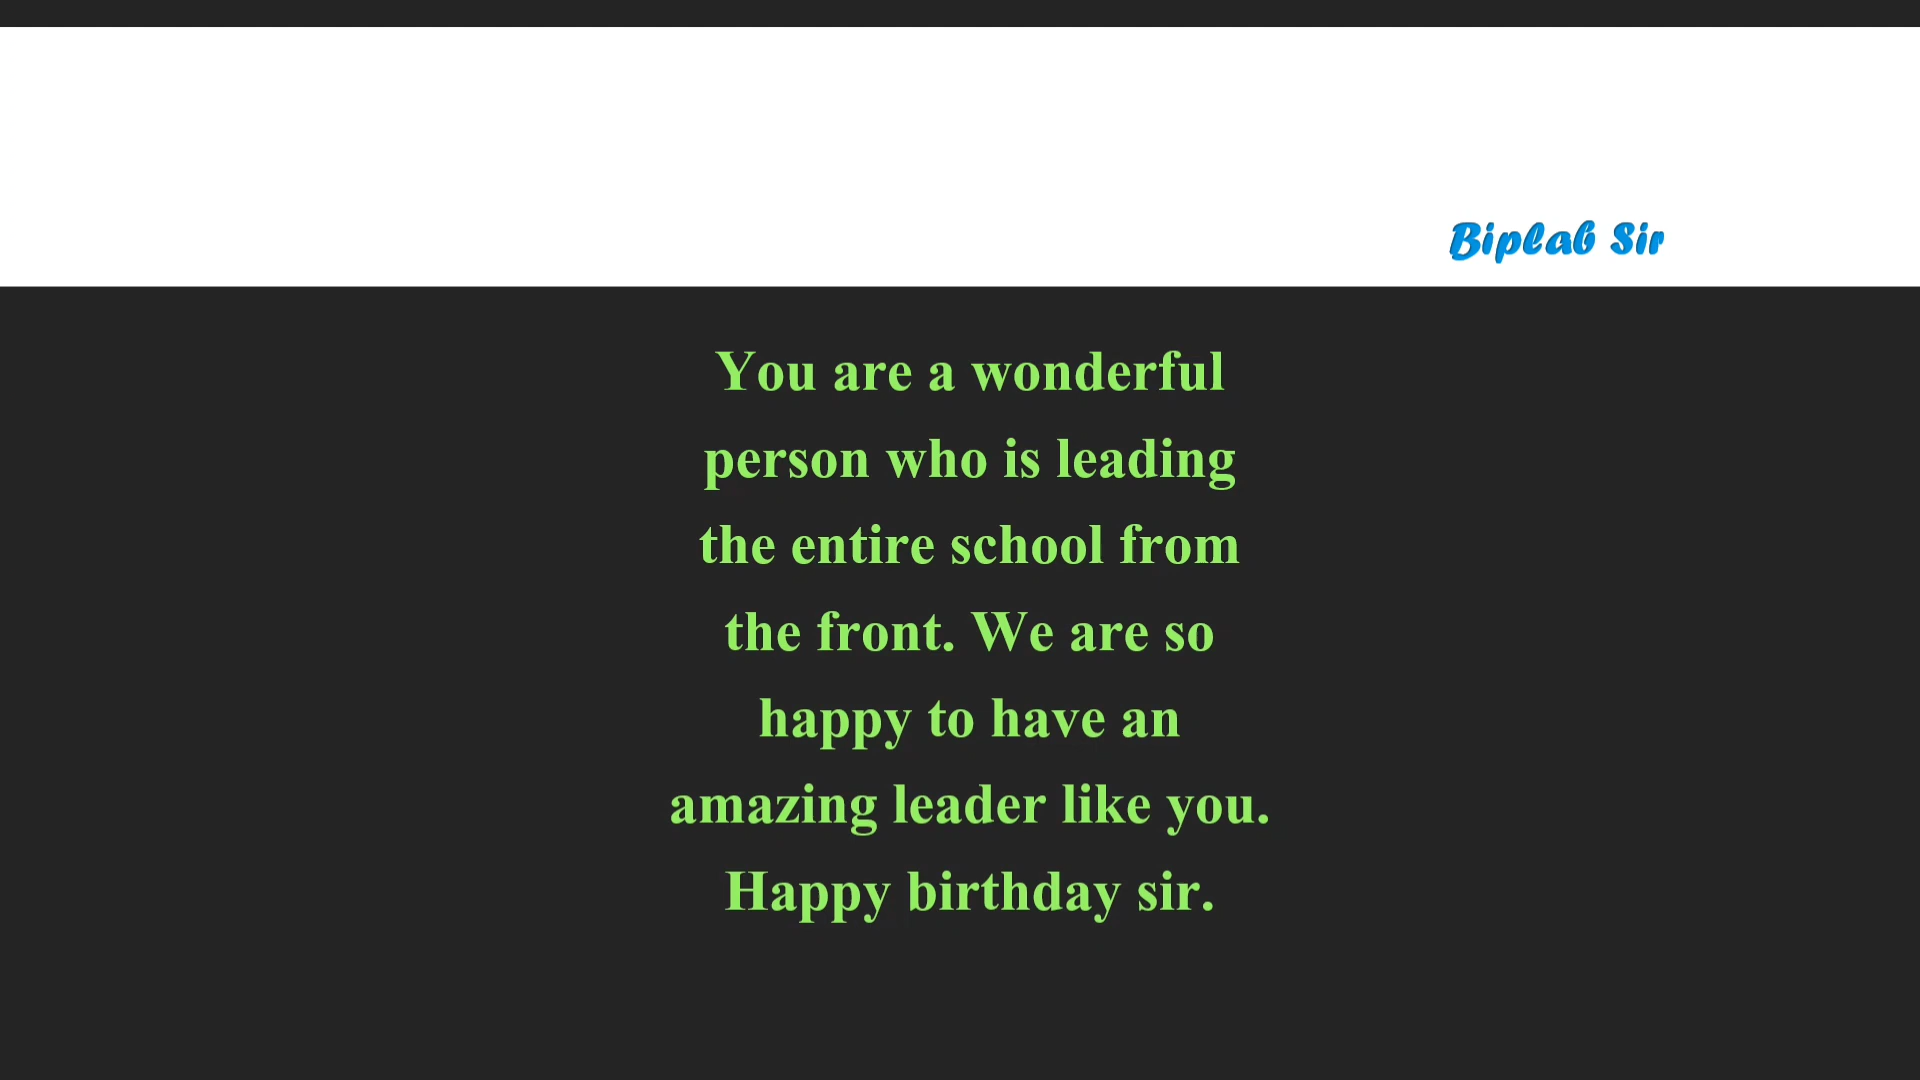 Biplab Sir
You are a wonderful
person who is leading
the entire school from
the front. We are so
happy to have an
amazing leader like you.
Happy birthday sir.